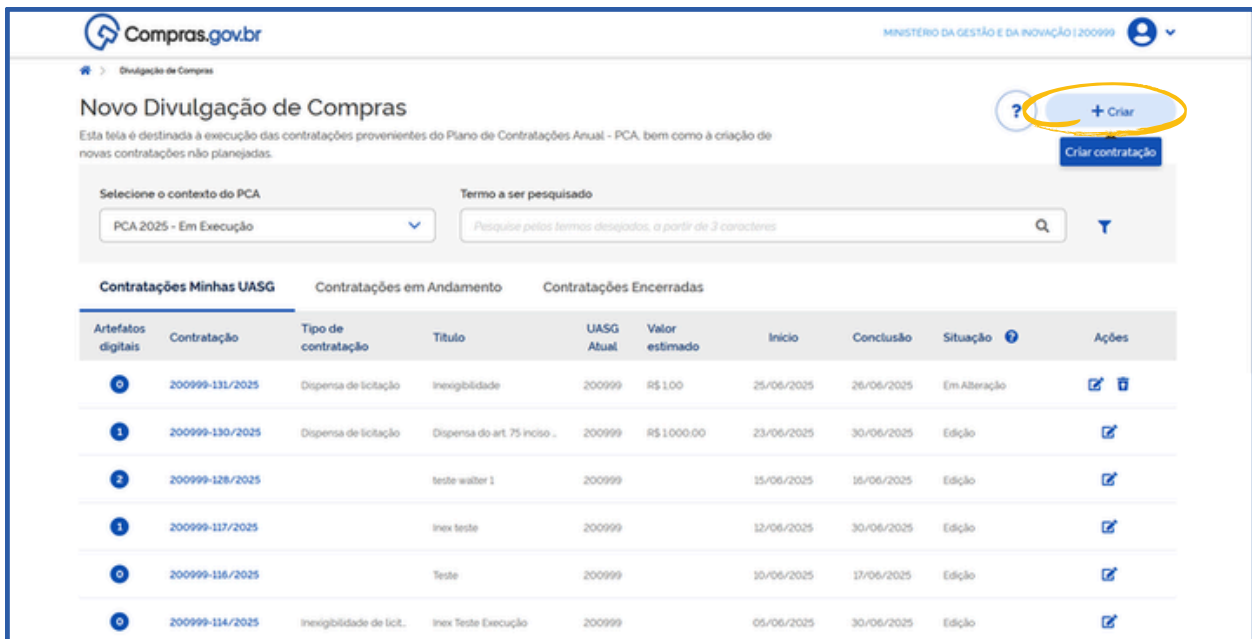 Compras.gov.br
MINISTÉRIO DA GESTÃO E DA INOVAÇÃO | 200999
Divulgação de Compras
Novo Divulgação de Compras
?
+ Criar
Esta tela é destinada à execução das contratações provenientes do Plano de Contratações Anual - PCA, bem como à criação de
novas contratações não planejadas.
Criar contratação
Selecione o contexto do PCA
Termo a ser pesquisado
PCA 2025 - Em Execução
Pesquise pelos termos desejados, a partir de 3 caracteres
Contratações Minhas UASG
Contratações em Andamento
Contratações Encerradas
Artefatos digitais Contratação Tipo de contratação Título UASG Atual Valor estimado Início Conclusão Situação ? Ações
0 200999-131/2025 Dispensa de licitação Inexigibilidade 200999 R$ 1.00 25/06/2025 26/06/2025 Em Alteração
1 200999-130/2025 Dispensa de licitação Dispensa do art. 75 inciso ... 200999 R$ 1000.00 23/06/2025 30/06/2025 Edição
2 200999-128/2025 teste walter 1 200999 15/06/2025 16/06/2025 Edição
1 200999-117/2025 Inex teste 200999 12/06/2025 30/06/2025 Edição
0 200999-116/2025 Teste 200999 10/06/2025 17/06/2025 Edição
0 200999-114/2025 Inexigibilidade de licit... Inex Teste Execução 200999 05/06/2025 30/06/2025 Edição